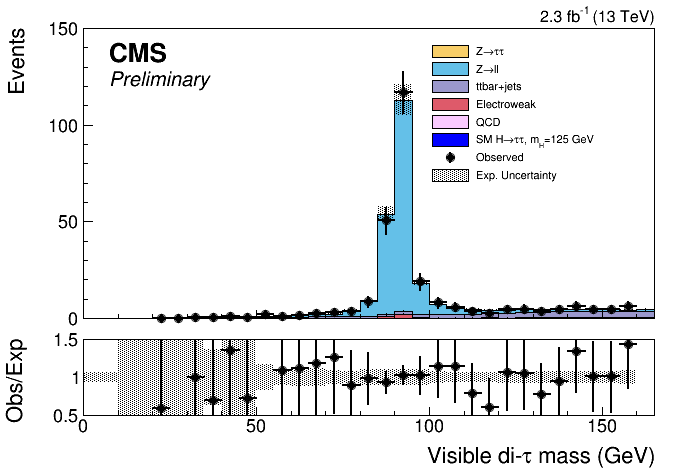 2.3 fb⁻¹ (13 TeV)
Events
150
100
50
0
CMS
Preliminary
Z→ττ
Z→ll
ttbar+jets
Electroweak
QCD
SM H→ττ, m_H=125 GeV
Observed
Exp. Uncertainty
Obs/Exp
1.5
1
0.5
0 50 100 150
Visible di-τ mass (GeV)